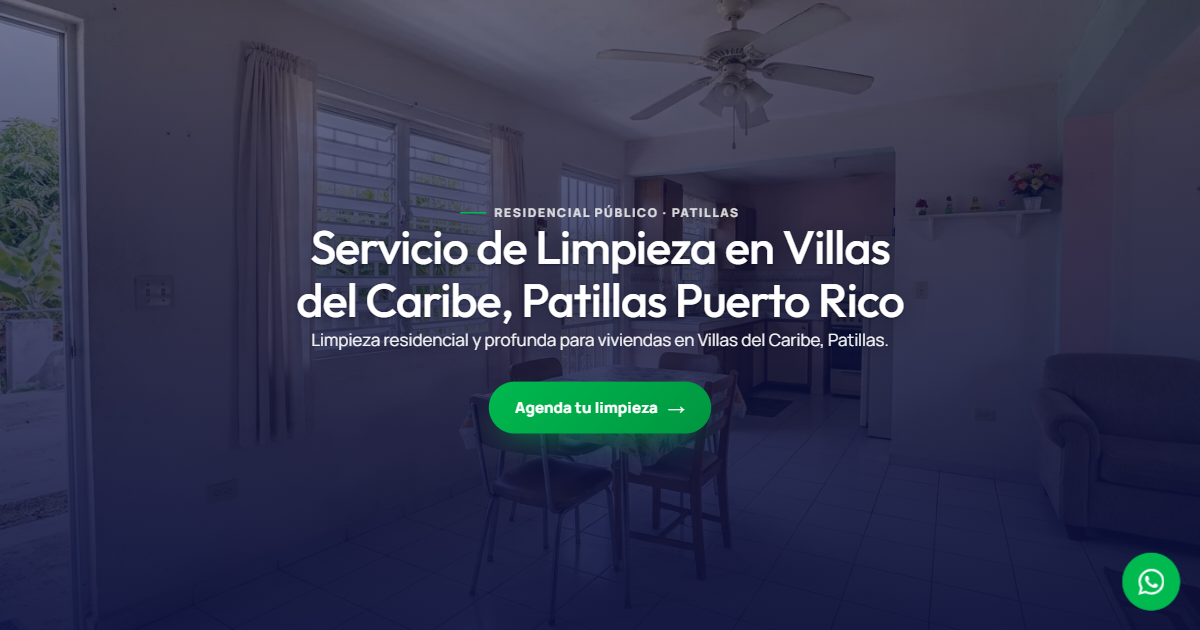 RESIDENCIAL PÚBLICO · PATILLAS
Servicio de Limpieza en Villas
del Caribe, Patillas Puerto Rico
Limpieza residencial y profunda para viviendas en Villas del Caribe, Patillas.
Agenda tu limpieza →